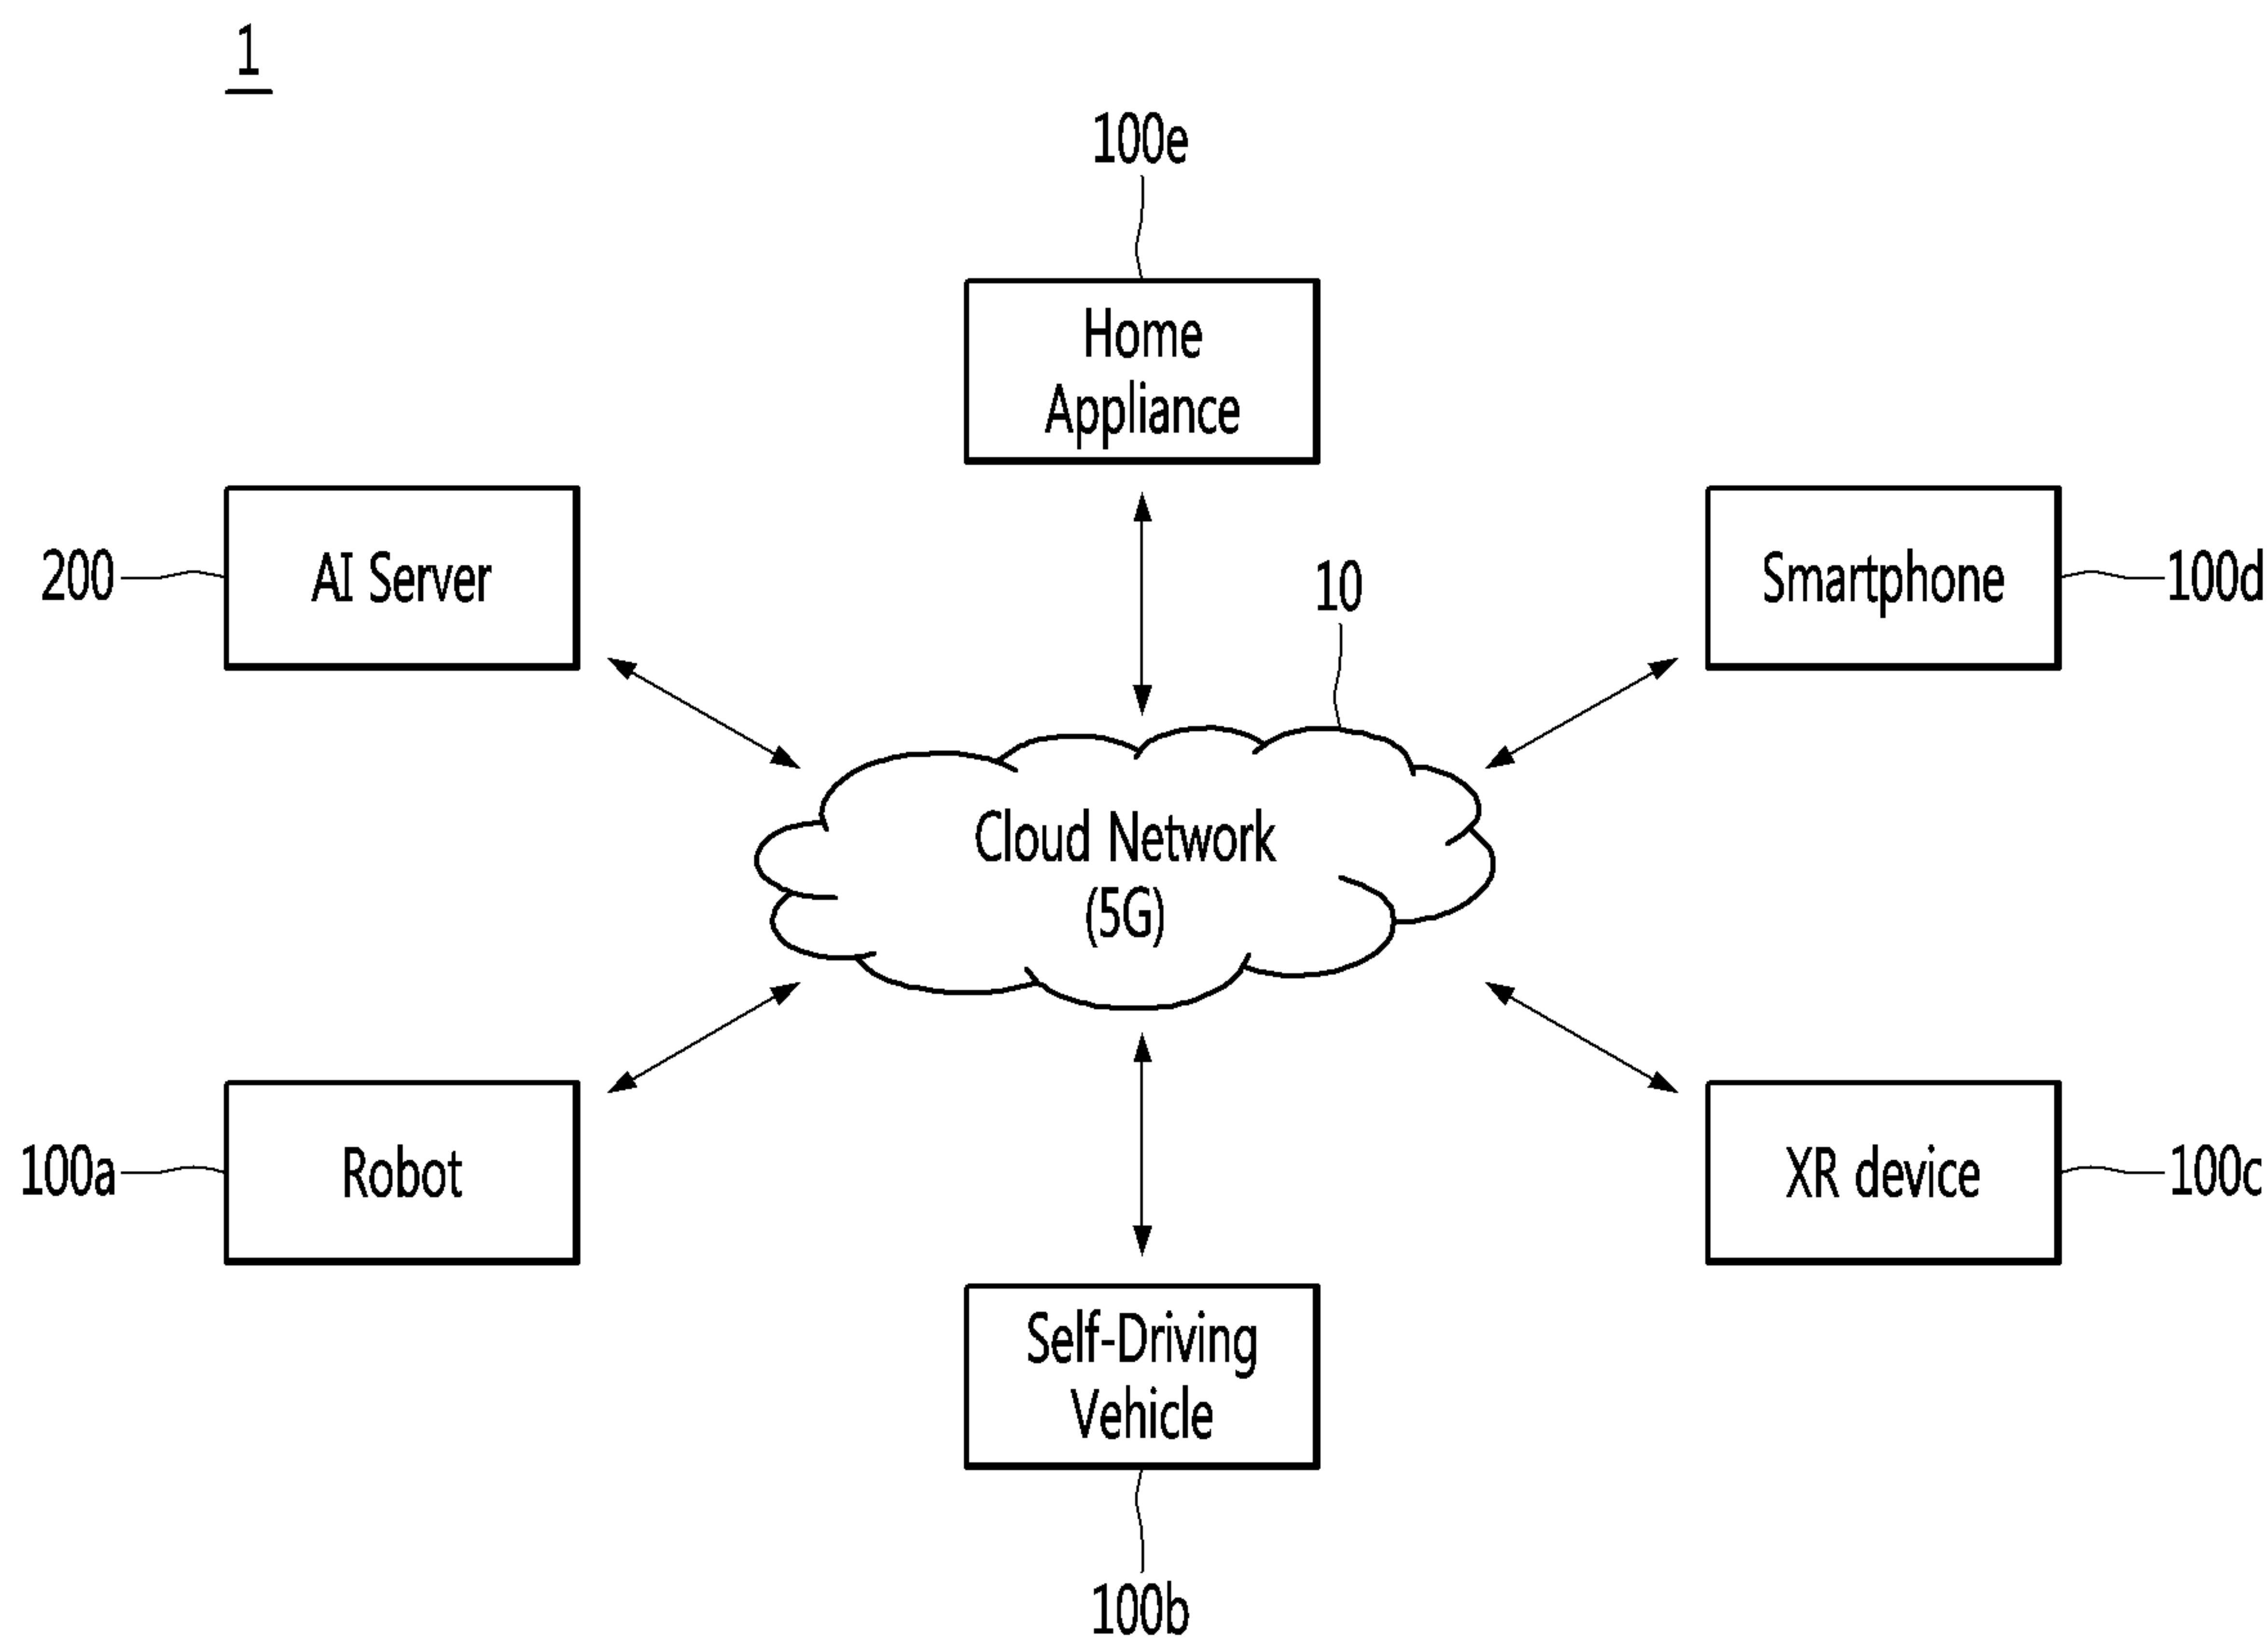 1
100e
Home
Appliance
200
AI Server
10
Smartphone
100d
Cloud Network
(5G)
100a
Robot
XR device
100c
Self-Driving
Vehicle
100b